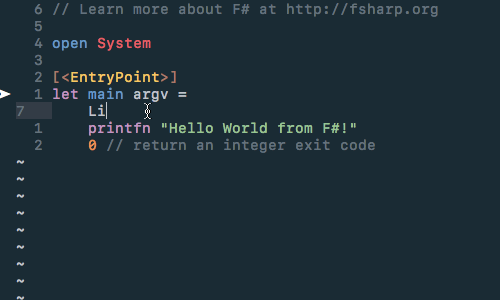 6 // Learn more about F# at http://fsharp.org
5
4 open System
3
2 [<EntryPoint>]
1 let main argv =
7     Li
1     printfn "Hello World from F#!"
2     0 // return an integer exit code
~
~
~
~
~
~
~
~